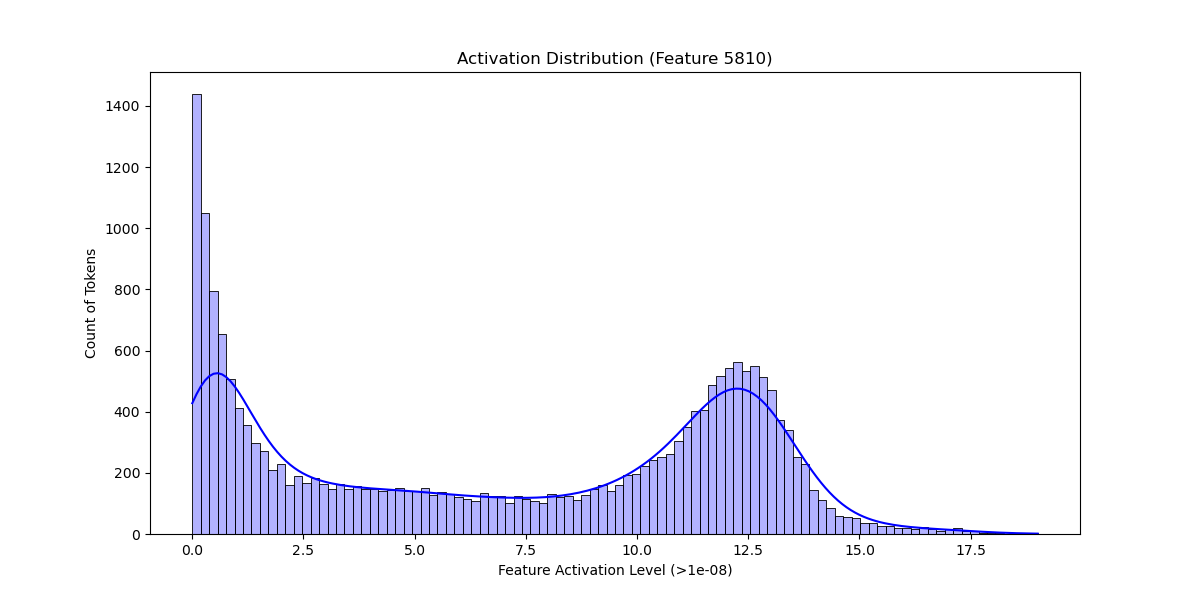 Activation Distribution (Feature 5810)
Count of Tokens
1400
1200
1000
800
600
400
200
0
0.0 2.5 5.0 7.5 10.0 12.5 15.0 17.5
Feature Activation Level (>1e-08)